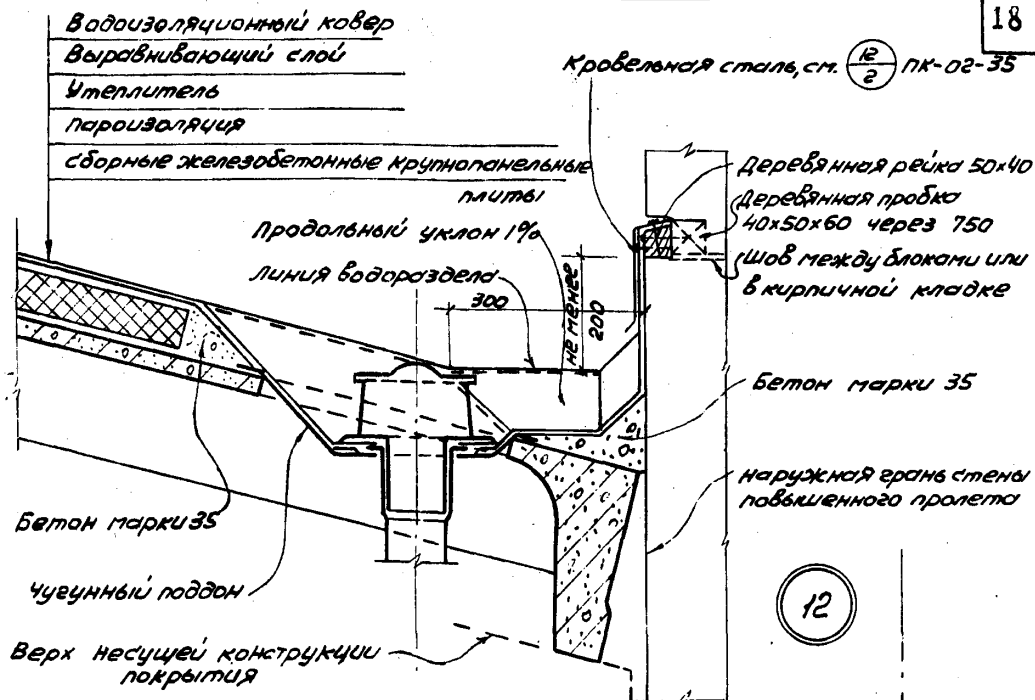 18
Водоизоляционный ковер
Выравнивающий слой
Утеплитель
пароизоляция
сборные железобетонные крупнопанельные
плиты
Кровельная сталь, см. 12/2 ПК-02-35
Продольный уклон 1%
Линия водораздела
300
не менее
200
Деревянная рейка 50×40
Деревянная пробка
40×50×60 через 750
Шов между блоками или
в кирпичной кладке
Бетон марки 35
наружная грань стены
повышенного пролета
Бетон марки 35
Чугунный поддон
Верх несущей конструкции
покрытия
12